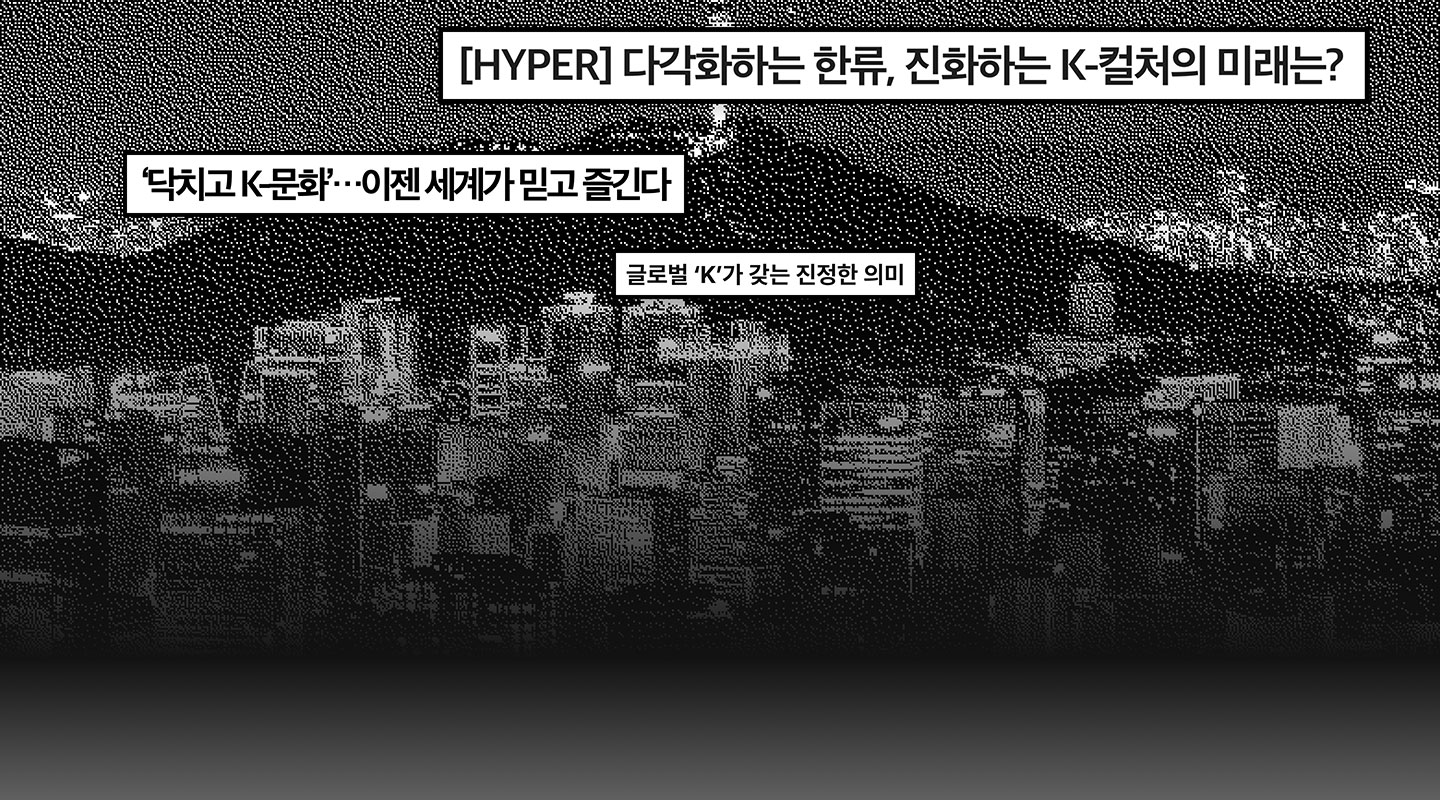 [HYPER] 다각화하는 한류, 진화하는 K-컬처의 미래는?
‘닥치고 K-문화’…이젠 세계가 믿고 즐긴다
글로벌 ‘K’가 갖는 진정한 의미